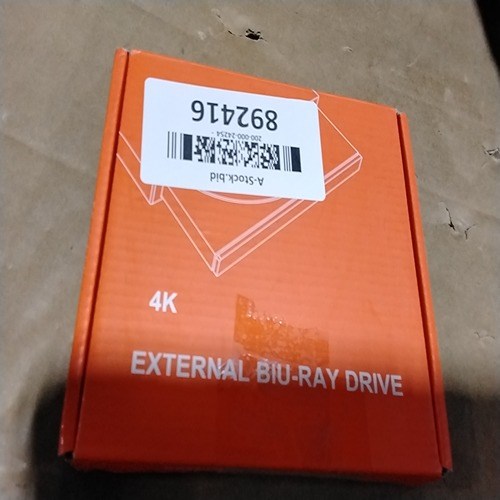 892416
200-000-24254 -
A-Stock.bid
4K
EXTERNAL BIU-RAY DRIVE